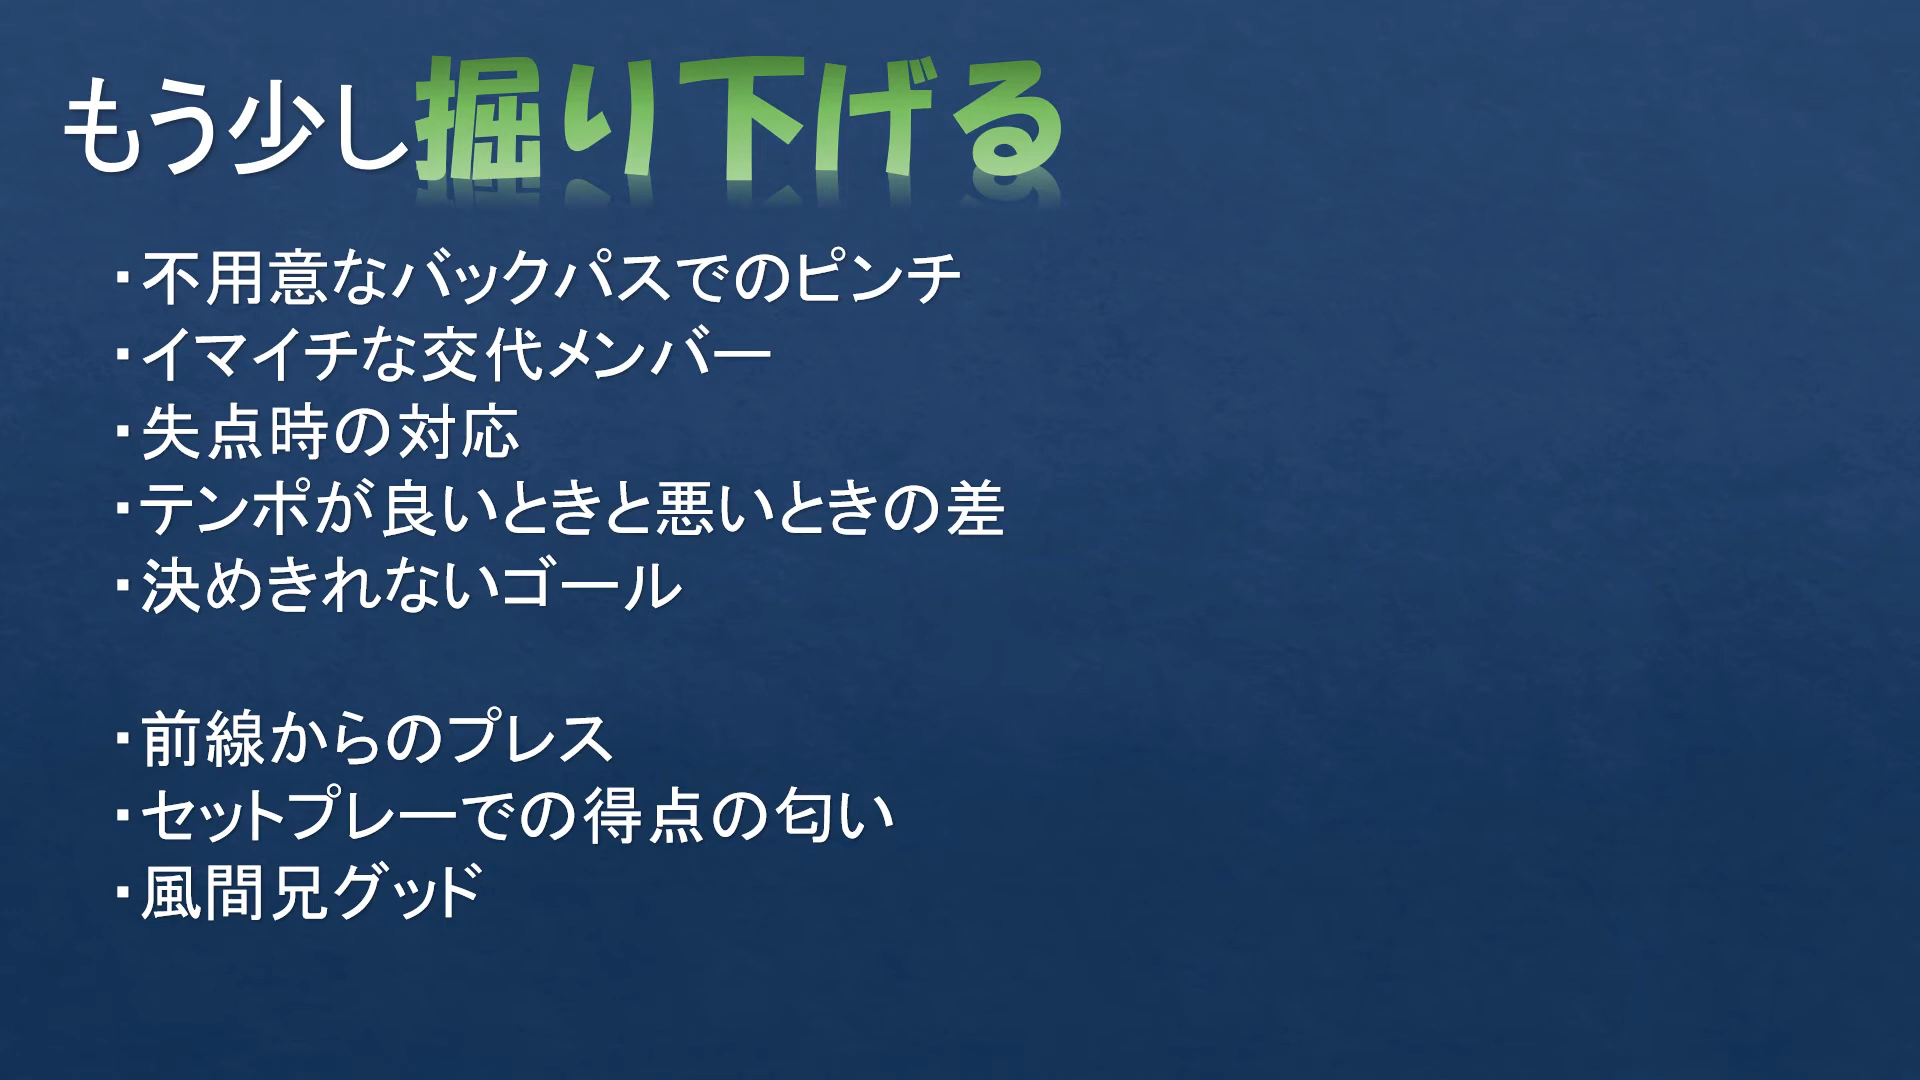 もう少し掘り下げる
・不用意なバックパスでのピンチ
・イマイチな交代メンバー
・失点時の対応
・テンポが良いときと悪いときの差
・決めきれないゴール
・前線からのプレス
・セットプレーでの得点の匂い
・風間兄グッド